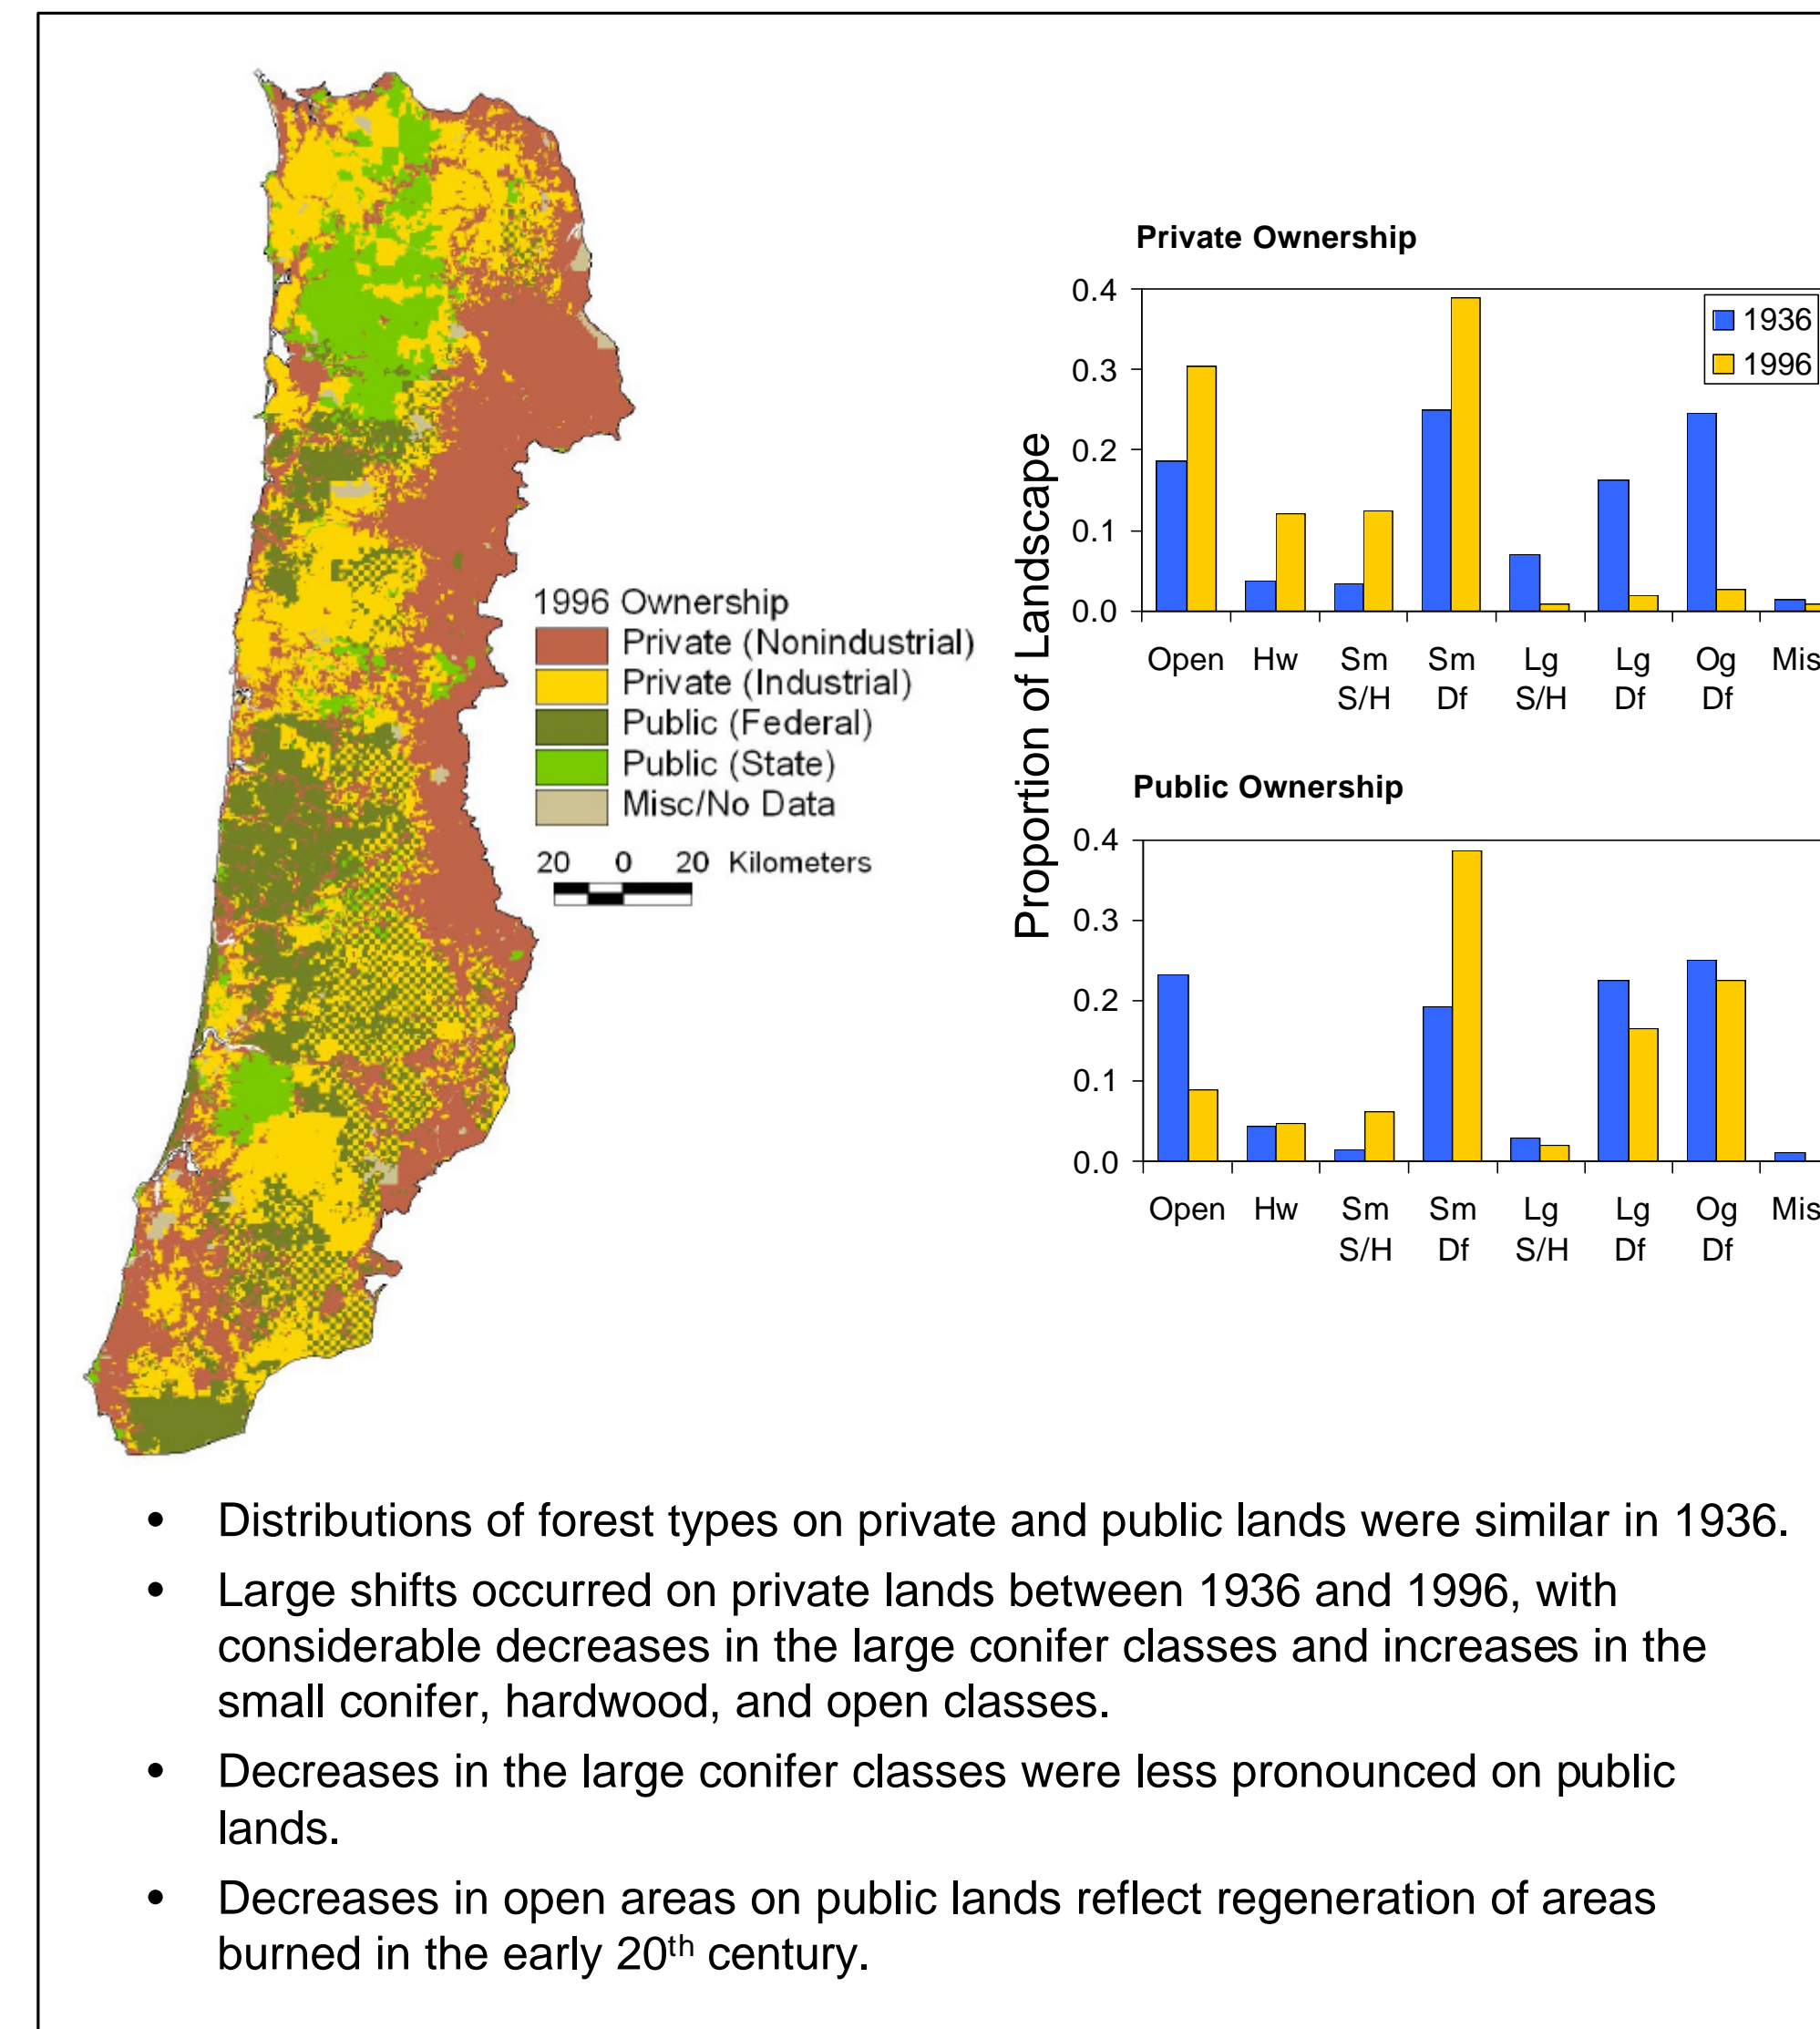 1996 Ownership
Private (Nonindustrial)
Private (Industrial)
Public (Federal)
Public (State)
Misc/No Data
20 0 20 Kilometers
Proportion of Landscape
Private Ownership
0.4
0.3
0.2
0.1
0.0
1936
1996
Open Hw Sm Sm Lg Lg Og Mis
S/H Df S/H Df Df
Public Ownership
0.4
0.3
0.2
0.1
0.0
Open Hw Sm Sm Lg Lg Og Mis
S/H Df S/H Df Df
• Distributions of forest types on private and public lands were similar in 1936.
• Large shifts occurred on private lands between 1936 and 1996, with
considerable decreases in the large conifer classes and increases in the
small conifer, hardwood, and open classes.
• Decreases in the large conifer classes were less pronounced on public
lands.
• Decreases in open areas on public lands reflect regeneration of areas
burned in the early 20th century.